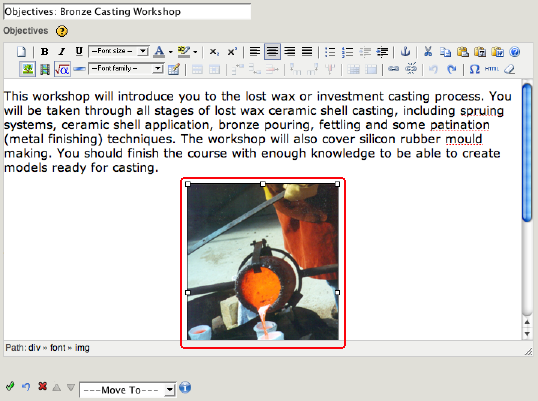 Objectives: Bronze Casting Workshop
Objectives ?
B I U --Font size-- A x₂ x² 
--Font family-- Ω HTML
This workshop will introduce you to the lost wax or investment casting process. You
will be taken through all stages of lost wax ceramic shell casting, including spruing
systems, ceramic shell application, bronze pouring, fettling and some patination
(metal finishing) techniques. The workshop will also cover silicon rubber mould
making. You should finish the course with enough knowledge to be able to create
models ready for casting.
Path: div » font » img
---Move To---